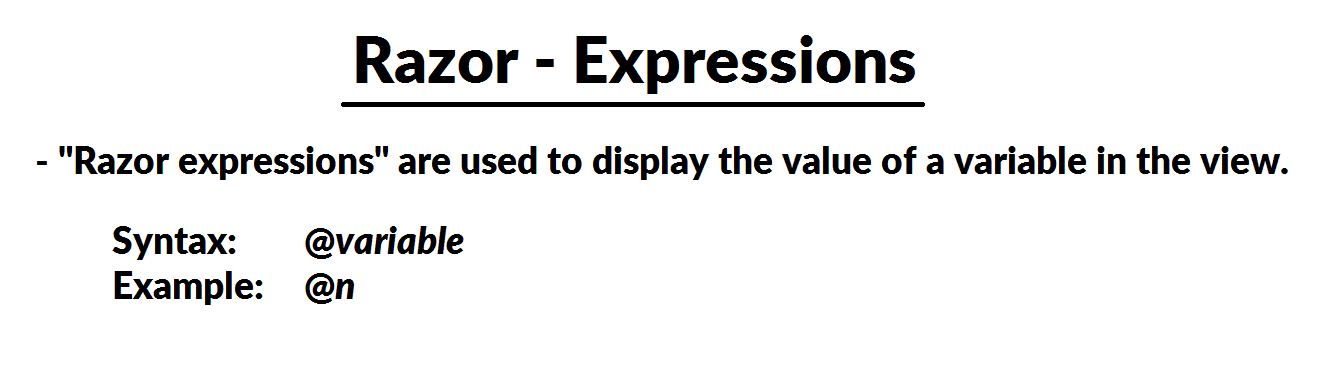 Razor - Expressions
- "Razor expressions" are used to display the value of a variable in the view.
Syntax: @variable
Example: @n